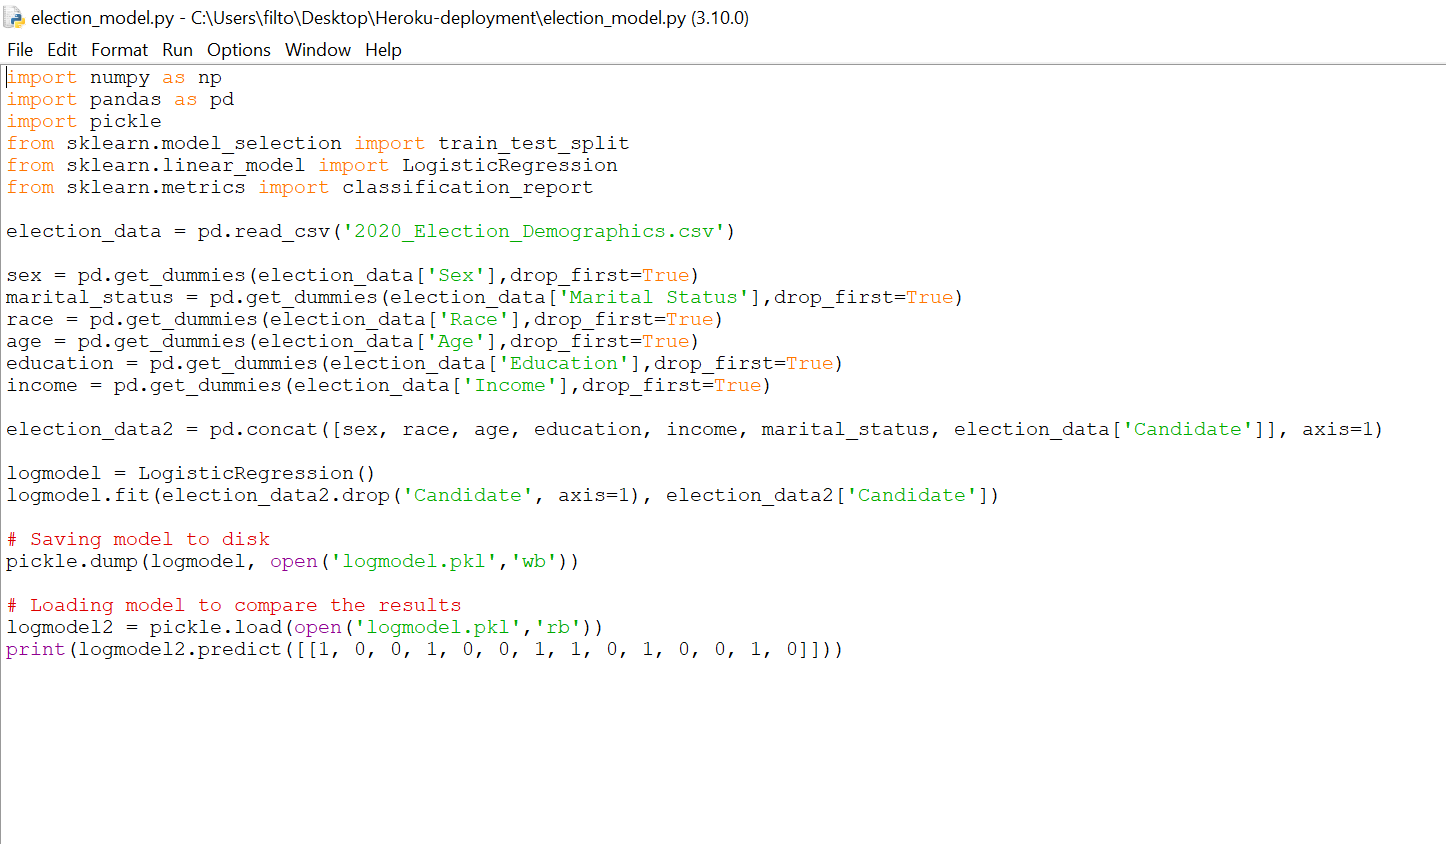 election_model.py - C:\Users\filto\Desktop\Heroku-deployment\election_model.py (3.10.0)
File Edit Format Run Options Window Help
import numpy as np
import pandas as pd
import pickle
from sklearn.model_selection import train_test_split
from sklearn.linear_model import LogisticRegression
from sklearn.metrics import classification_report

election_data = pd.read_csv('2020_Election_Demographics.csv')

sex = pd.get_dummies(election_data['Sex'],drop_first=True)
marital_status = pd.get_dummies(election_data['Marital Status'],drop_first=True)
race = pd.get_dummies(election_data['Race'],drop_first=True)
age = pd.get_dummies(election_data['Age'],drop_first=True)
education = pd.get_dummies(election_data['Education'],drop_first=True)
income = pd.get_dummies(election_data['Income'],drop_first=True)

election_data2 = pd.concat([sex, race, age, education, income, marital_status, election_data['Candidate']], axis=1)

logmodel = LogisticRegression()
logmodel.fit(election_data2.drop('Candidate', axis=1), election_data2['Candidate'])

# Saving model to disk
pickle.dump(logmodel, open('logmodel.pkl','wb'))

# Loading model to compare the results
logmodel2 = pickle.load(open('logmodel.pkl','rb'))
print(logmodel2.predict([[1, 0, 0, 1, 0, 0, 1, 1, 0, 1, 0, 0, 1, 0]]))